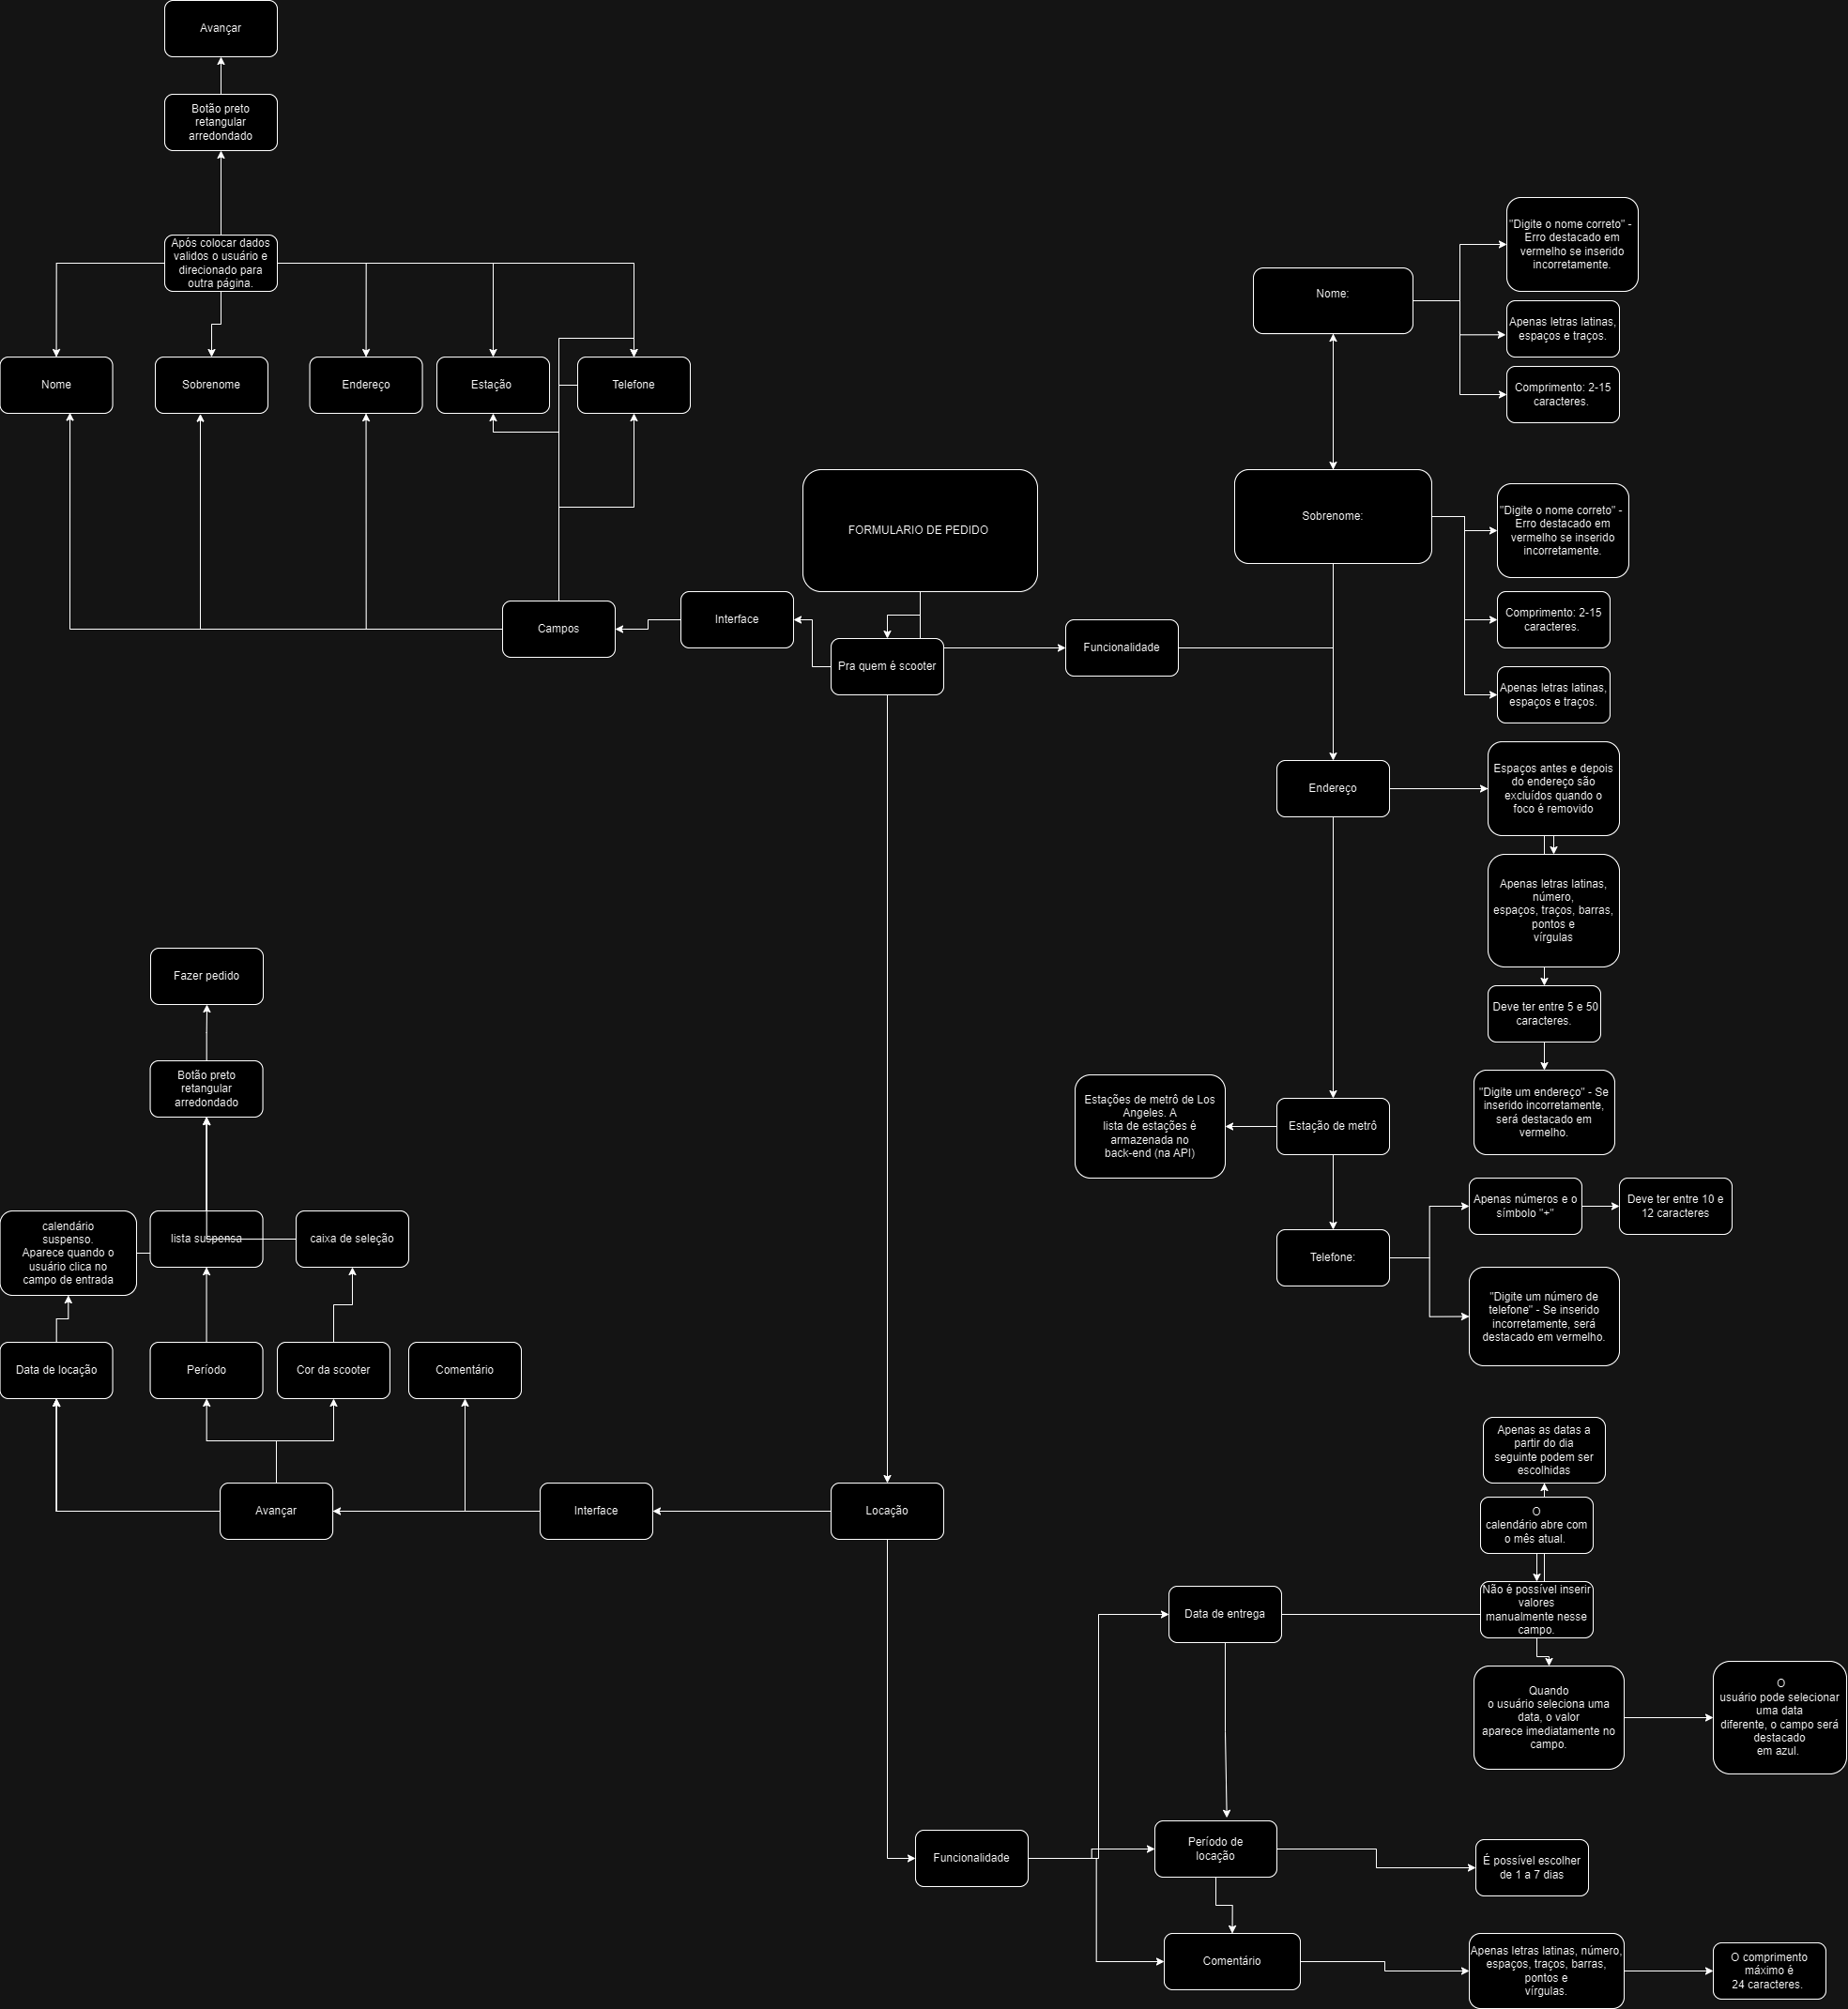 Avançar
Botão preto
retangular
arredondado
Após colocar dados
validos o usuário e
direcionado para
outra página.
Nome
Sobrenome
Endereço
Estação
Telefone
Campos
Interface
FORMULARIO DE PEDIDO
Pra quem é scooter
Funcionalidade
Nome:
"Digite o nome correto" -
Erro destacado em
vermelho se inserido
incorretamente.
Apenas letras latinas,
espaços e traços.
Comprimento: 2-15
caracteres.
Sobrenome:
"Digite o nome correto" -
Erro destacado em
vermelho se inserido
incorretamente.
Comprimento: 2-15
caracteres.
Apenas letras latinas,
espaços e traços.
Endereço
Espaços antes e depois
do endereço são
excluídos quando o
foco é removido
Apenas letras latinas,
número,
espaços, traços, barras,
pontos e
vírgulas
Deve ter entre 5 e 50
caracteres.
"Digite um endereço" - Se
inserido incorretamente,
será destacado em
vermelho.
Estações de metrô de Los
Angeles. A
lista de estações é
armazenada no
back-end (na API)
Estação de metrô
Telefone:
Apenas números e o
símbolo "+"
Deve ter entre 10 e
12 caracteres
"Digite um número de
telefone" - Se inserido
incorretamente, será
destacado em vermelho.
Fazer pedido
Botão preto
retangular
arredondado
calendário
suspenso.
Aparece quando o
usuário clica no
campo de entrada
lista suspensa
caixa de seleção
Data de locação
Período
Cor da scooter
Comentário
Avançar
Interface
Locação
Apenas as datas a
partir do dia
seguinte podem ser
escolhidas
O
calendário abre com
o mês atual.
Não é possível inserir
valores
manualmente nesse
campo.
Data de entrega
Quando
o usuário seleciona uma
data, o valor
aparece imediatamente no
campo.
O
usuário pode selecionar
uma data
diferente, o campo será
destacado
em azul.
Funcionalidade
Período de
locação
É possível escolher
de 1 a 7 dias
Comentário
Apenas letras latinas, número,
espaços, traços, barras,
pontos e
vírgulas.
O comprimento
máximo é
24 caracteres.